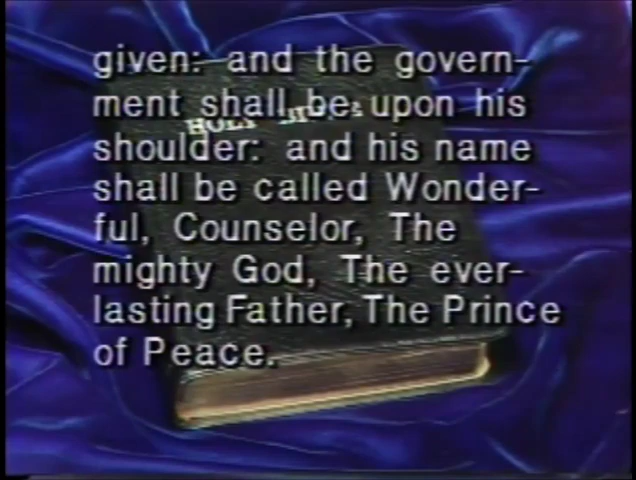 given: and the govern-
ment shall be upon his
shoulder: and his name
shall be called Wonder-
ful, Counselor, The
mighty God, The ever-
lasting Father, The Prince
of Peace.
HOLY